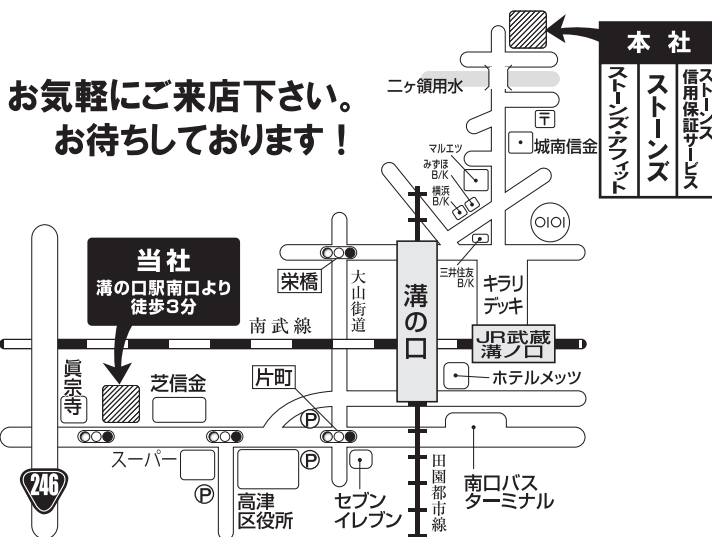 お気軽にご来店下さい。
お待ちしております！
本社
ストーンズ・アフィット
ストーンズ
ストーンズ
信用保証サービス
二ヶ領用水
〒
城南信金
マルエツ
みずほ
B/K
横浜
B/K
OIOI
三井住友
B/K
キラリ
デッキ
当社
溝の口駅南口より
徒歩3分
栄橋
大山街道
溝の口
南武線
JR武蔵
溝ノ口
ホテルメッツ
眞宗寺
芝信金
片町
P
スーパー
P
P
246
高津
区役所
セブン
イレブン
田園都市線
南口バス
ターミナル